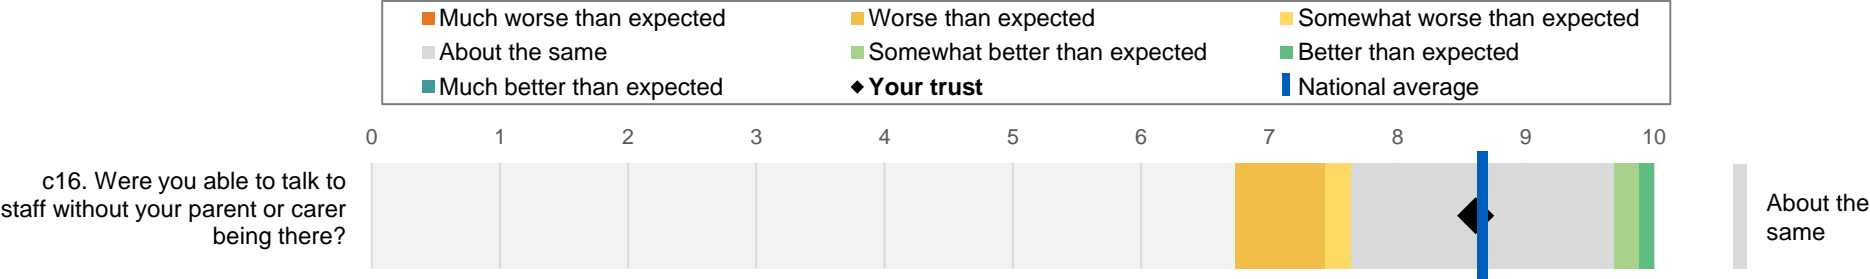 Much worse than expected
Worse than expected
Somewhat worse than expected
About the same
Somewhat better than expected
Better than expected
Much better than expected
Your trust
National average
0 1 2 3 4 5 6 7 8 9 10
c16. Were you able to talk to
staff without your parent or carer
being there?
About the
same